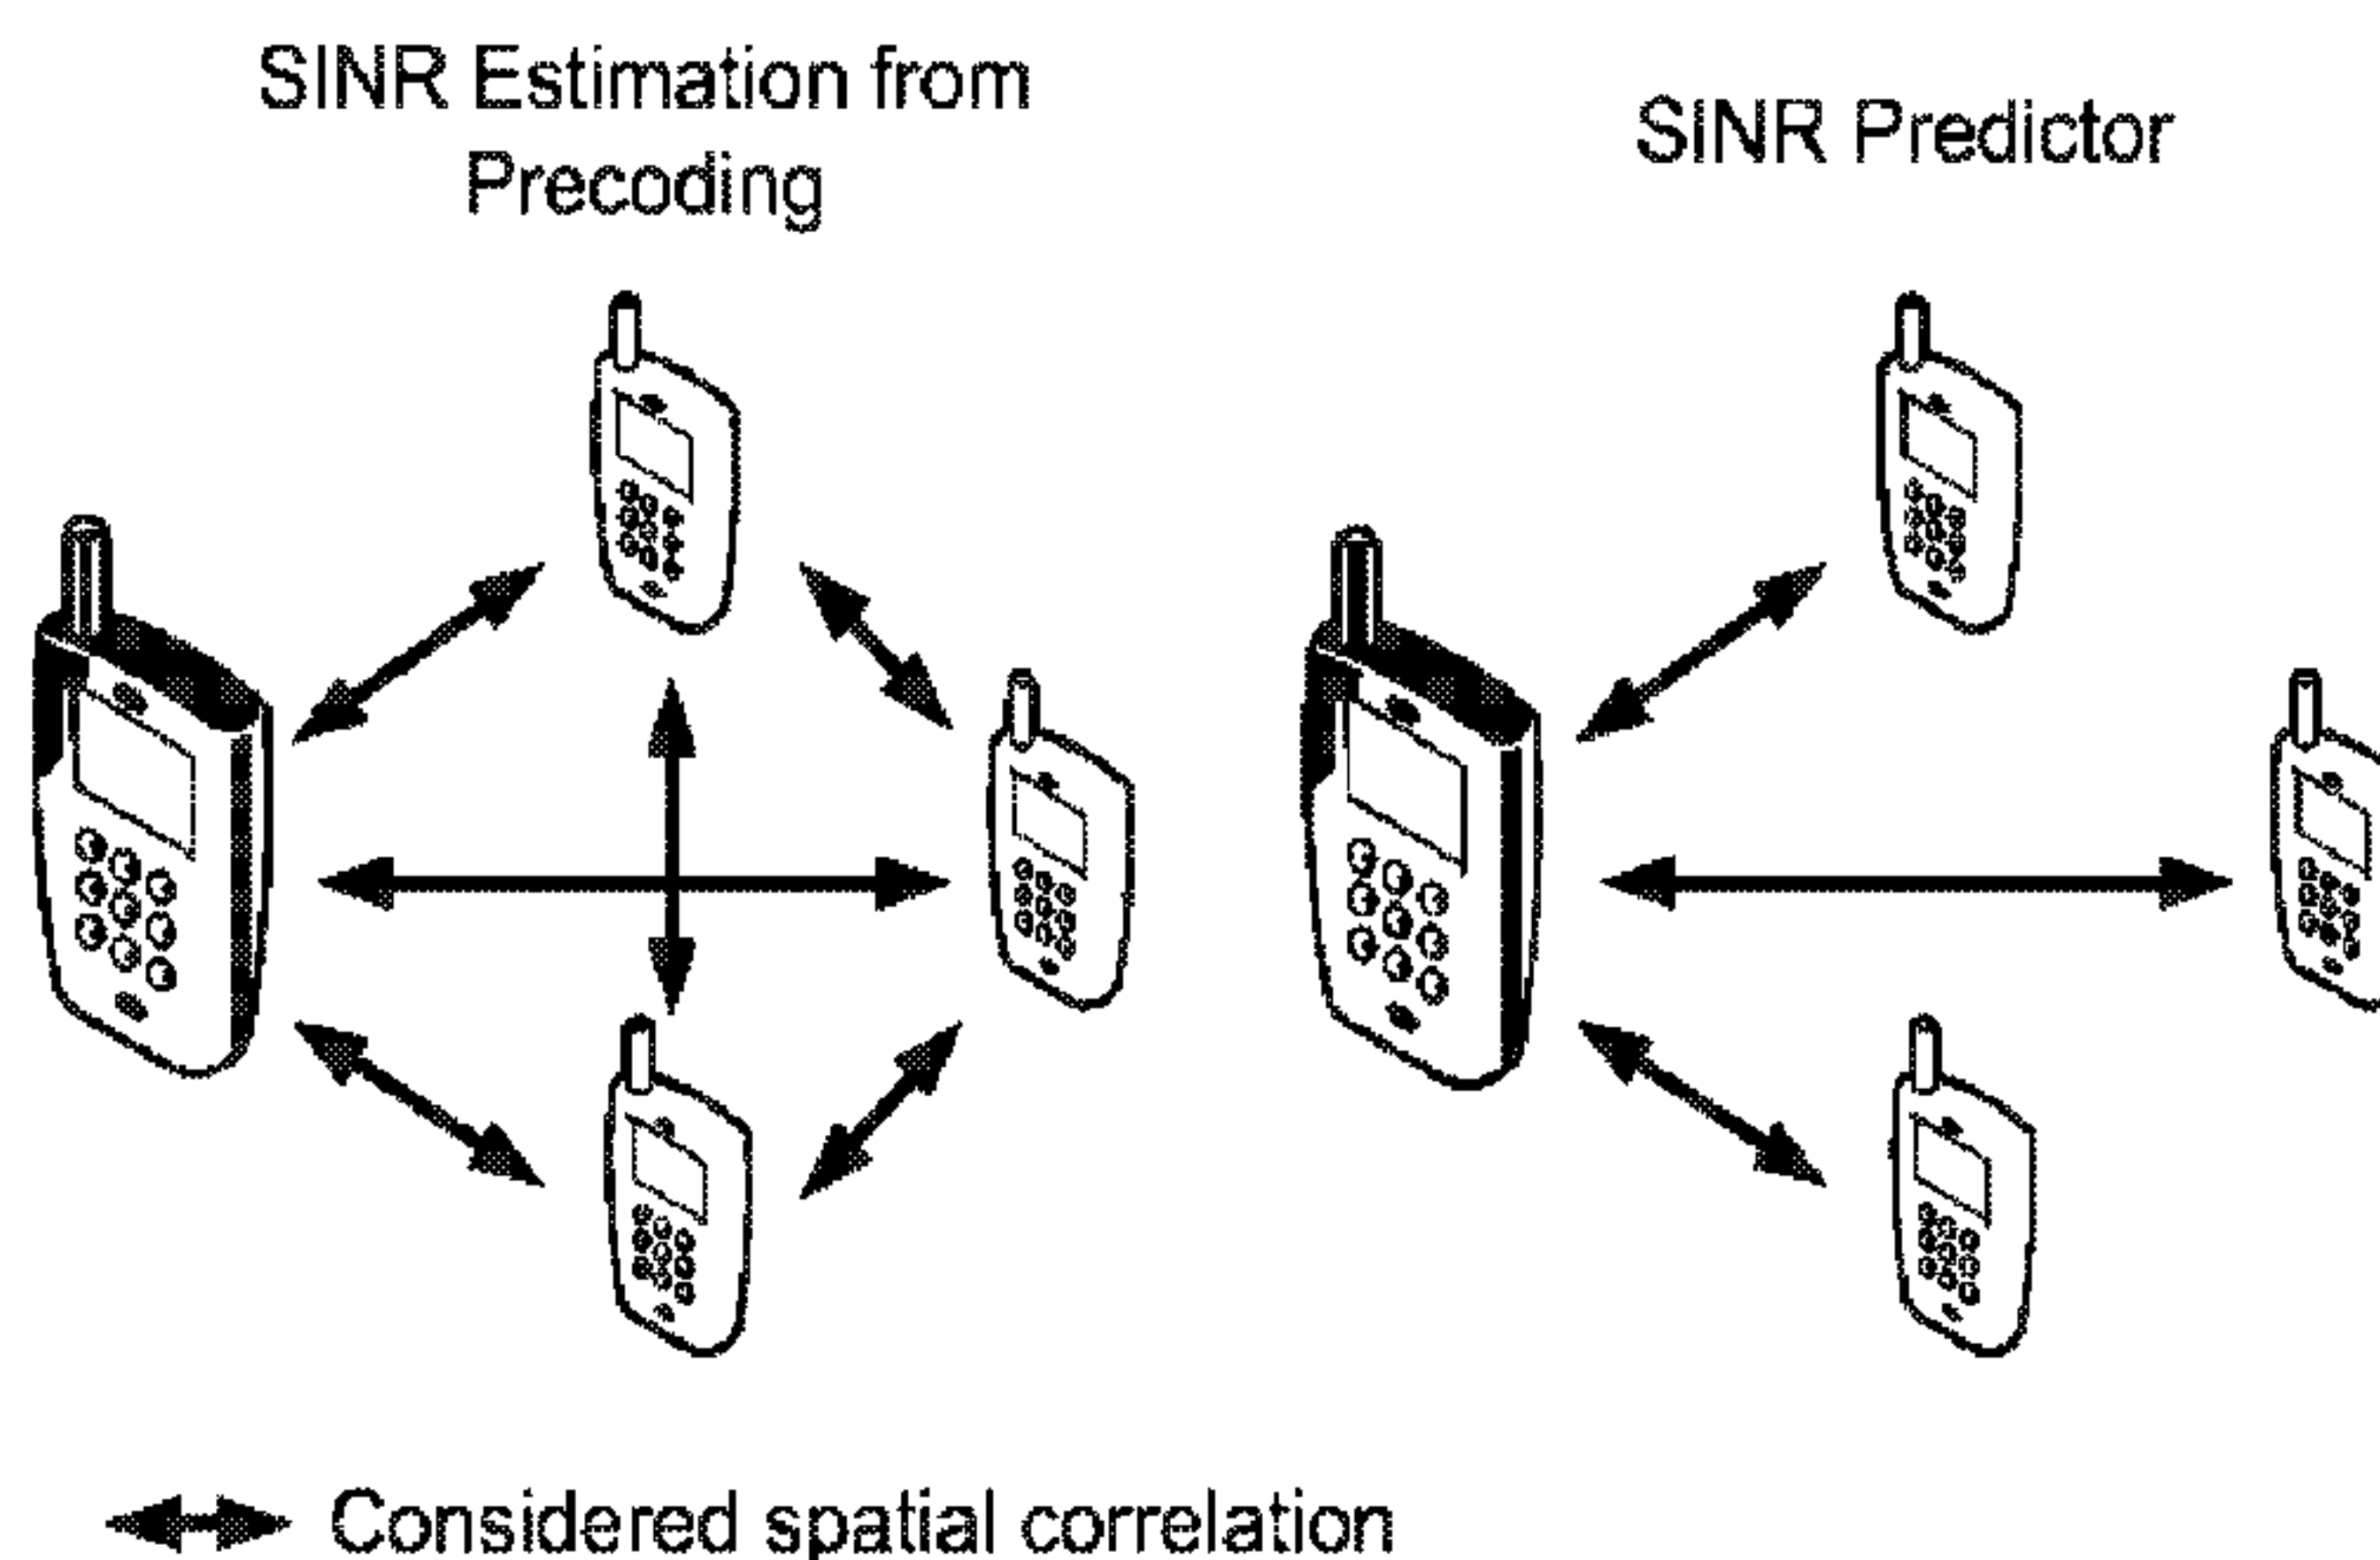 SINR Estimation from
Precoding
SiNR Predictor
Considered spatial correlation